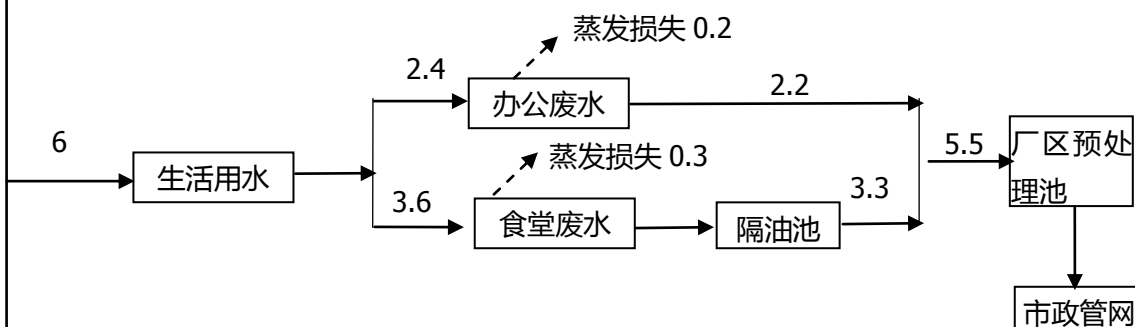 蒸发损失 0.2
2.4
办公废水
2.2
6
生活用水
蒸发损失 0.3
5.5
厂区预处
理池
3.6
食堂废水
隔油池
3.3
市政管网